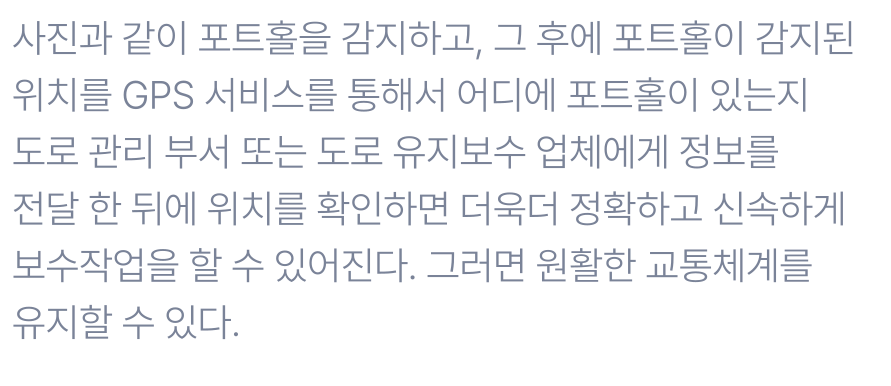 사진과 같이 포트홀을 감지하고, 그 후에 포트홀이 감지된
위치를 GPS 서비스를 통해서 어디에 포트홀이 있는지
도로 관리 부서 또는 도로 유지보수 업체에게 정보를
전달 한 뒤에 위치를 확인하면 더욱더 정확하고 신속하게
보수작업을 할 수 있어진다. 그러면 원활한 교통체계를
유지할 수 있다.